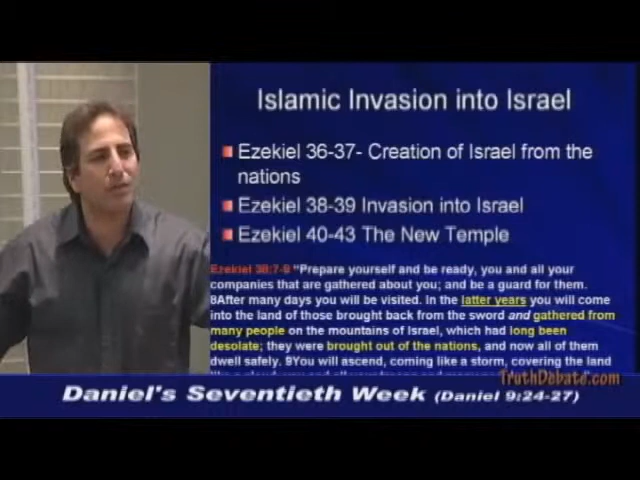 Islamic Invasion into Israel
Ezekiel 36-37- Creation of Israel from the
nations
Ezekiel 38-39 Invasion into Israel
Ezekiel 40-43 The New Temple
Ezekiel 38:7-9 “Prepare yourself and be ready, you and all your
companies that are gathered about you; and be a guard for them.
8After many days you will be visited. In the latter years you will come
into the land of those brought back from the sword and gathered from
many people on the mountains of Israel, which had long been
desolate; they were brought out of the nations, and now all of them
dwell safely. 9You will ascend, coming like a storm, covering the land
TruthDebate.com
Daniel's Seventieth Week (Daniel 9:24-27)